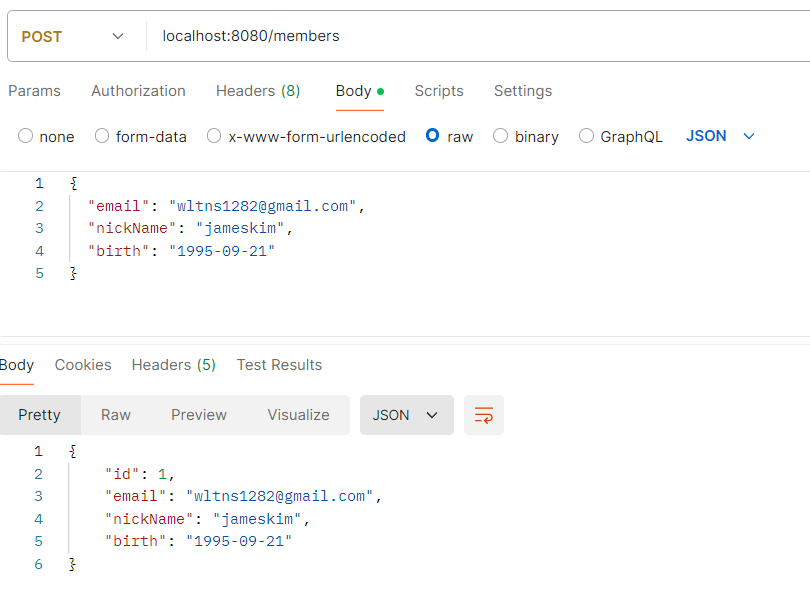 POST localhost:8080/members
Params Authorization Headers (8) Body Scripts Settings
none form-data x-www-form-urlencoded raw binary GraphQL JSON
1 {
2 "email": "wltns1282@gmail.com",
3 "nickName": "jameskim",
4 "birth": "1995-09-21"
5 }
Body Cookies Headers (5) Test Results
Pretty Raw Preview Visualize JSON
1 {
2 "id": 1,
3 "email": "wltns1282@gmail.com",
4 "nickName": "jameskim",
5 "birth": "1995-09-21"
6 }